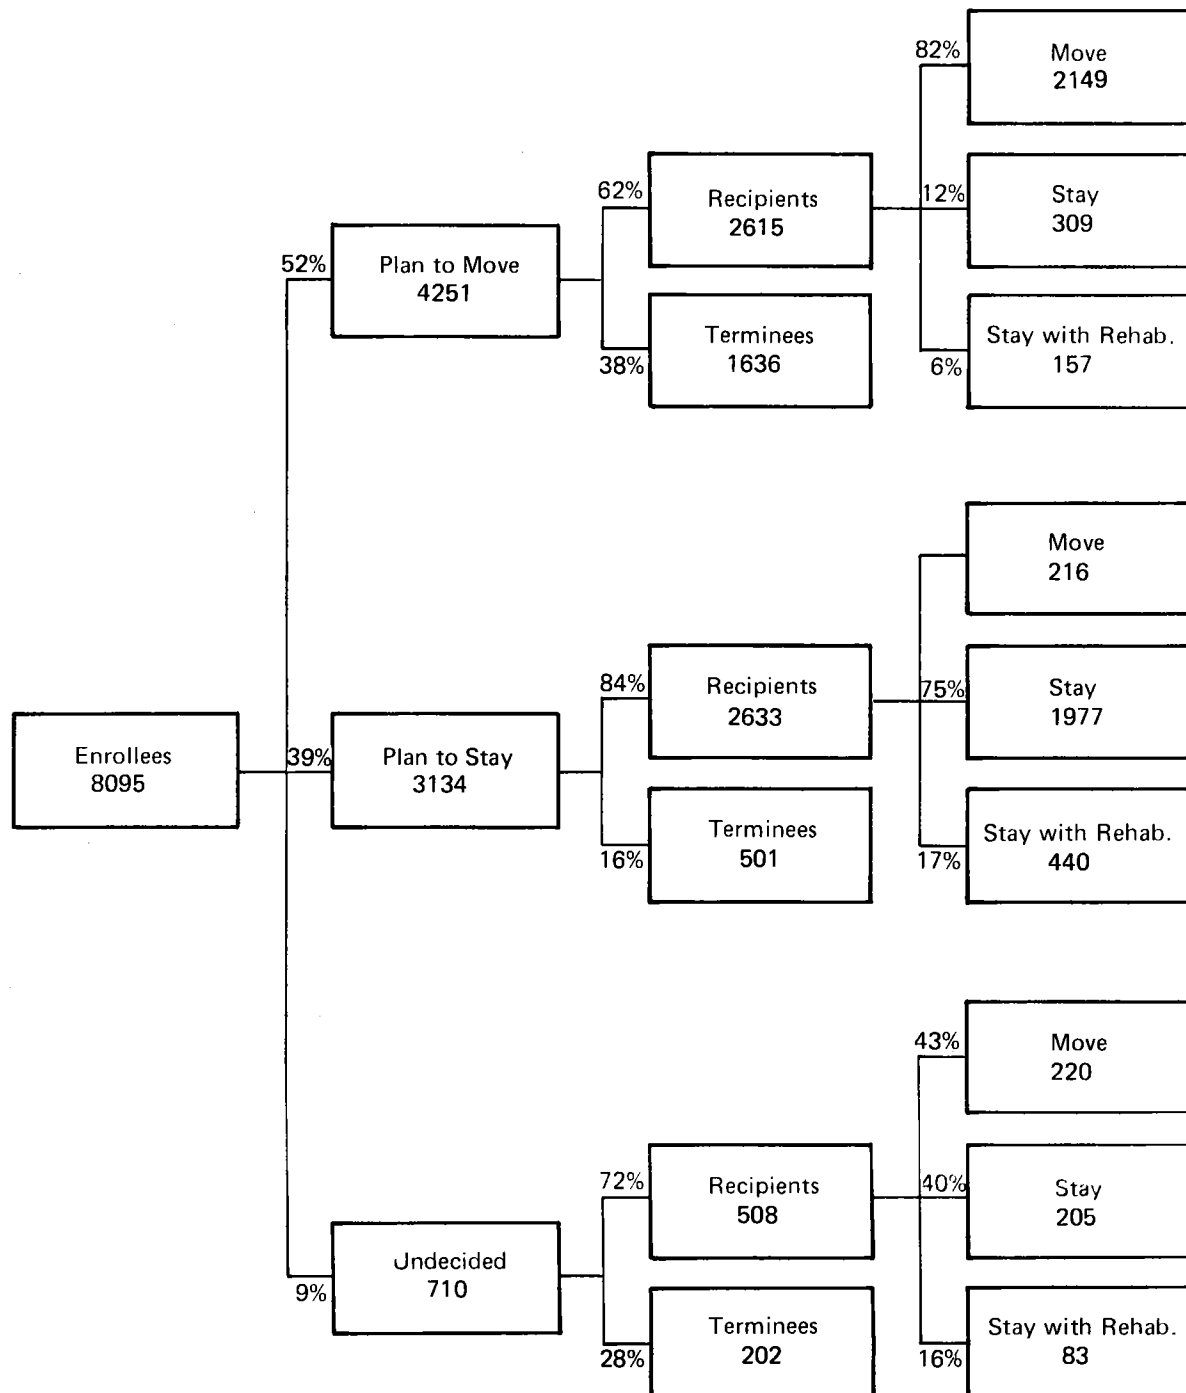 82%
Move
2149
62%
Recipients
2615
12%
Stay
309
52%
Plan to Move
4251
38%
Terminees
1636
6%
Stay with Rehab.
157
Move
216
84%
Recipients
2633
75%
Stay
1977
Enrollees
8095
39%
Plan to Stay
3134
16%
Terminees
501
17%
Stay with Rehab.
440
43%
Move
220
72%
Recipients
508
40%
Stay
205
9%
Undecided
710
28%
Terminees
202
16%
Stay with Rehab.
83